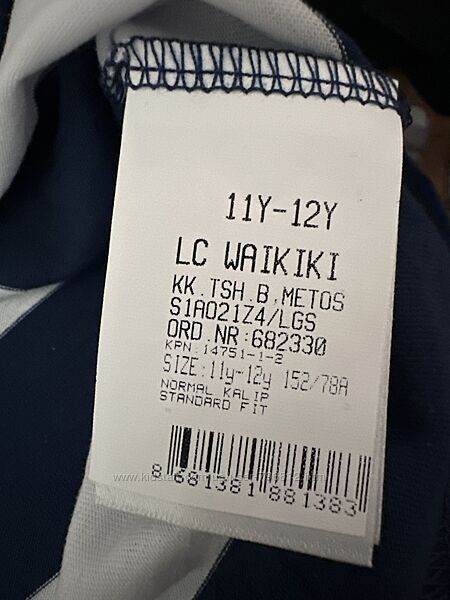 11Y-12Y
LC WAIKIKI
KK.TSH.B.METOS
S1AO21Z4/LGS
ORD.NR:682330
KPN:14751-1-2
SIZE:11y-12y 152/78A
NORMAL KALIP
STANDARD FIT
8 681381 881383